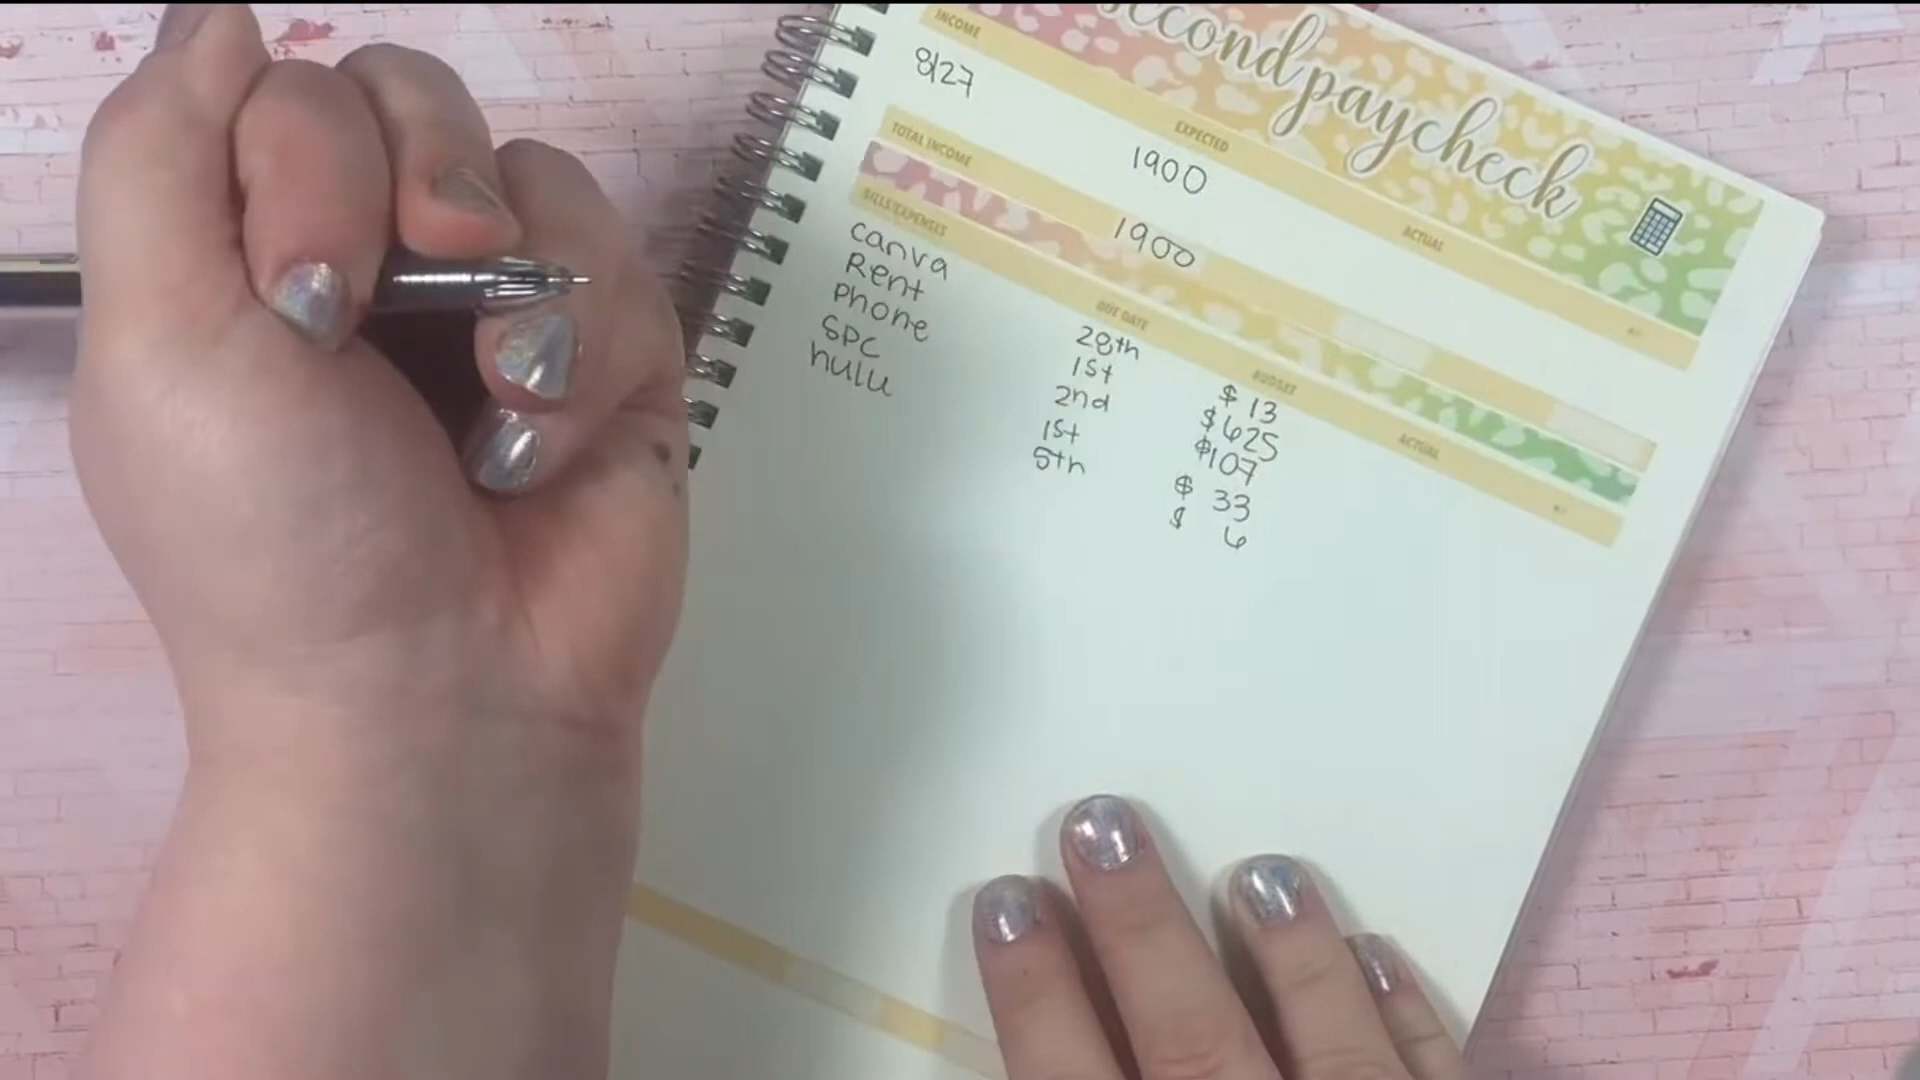 second paycheck
INCOME EXPECTED ACTUAL +/-
8/27 1900
TOTAL INCOME 1900
BILLS/EXPENSES DUE DATE BUDGET ACTUAL +/-
canva 28th $ 13
Rent 1st $625
Phone 2nd $107
SPC 1st $ 33
hulu 5th $ 6